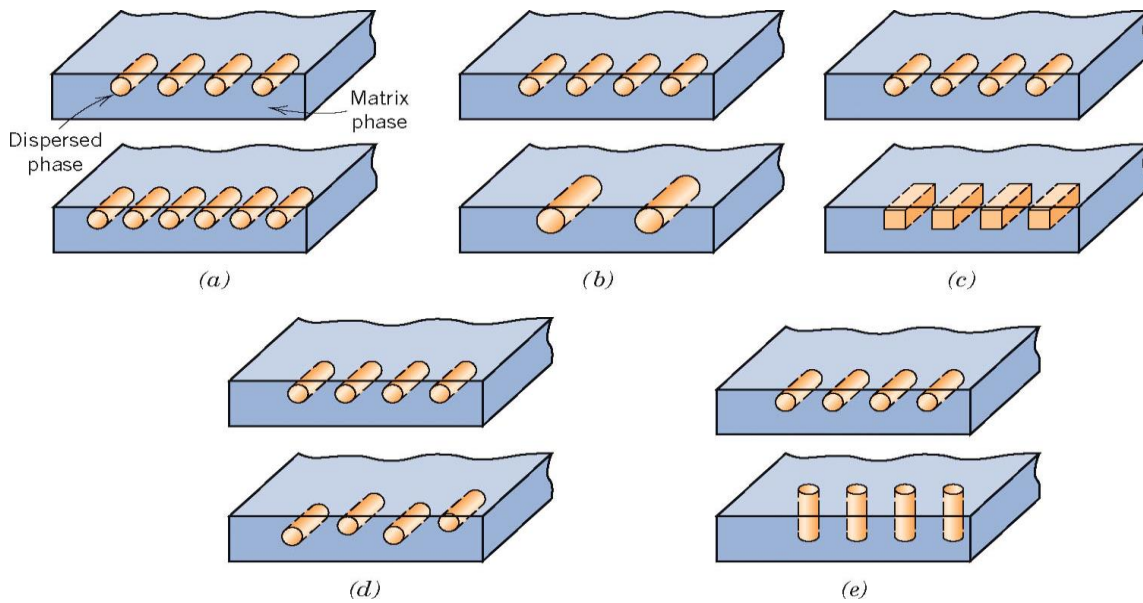 Matrix
phase
Dispersed
phase
(a)
(b)
(c)
(d)
(e)